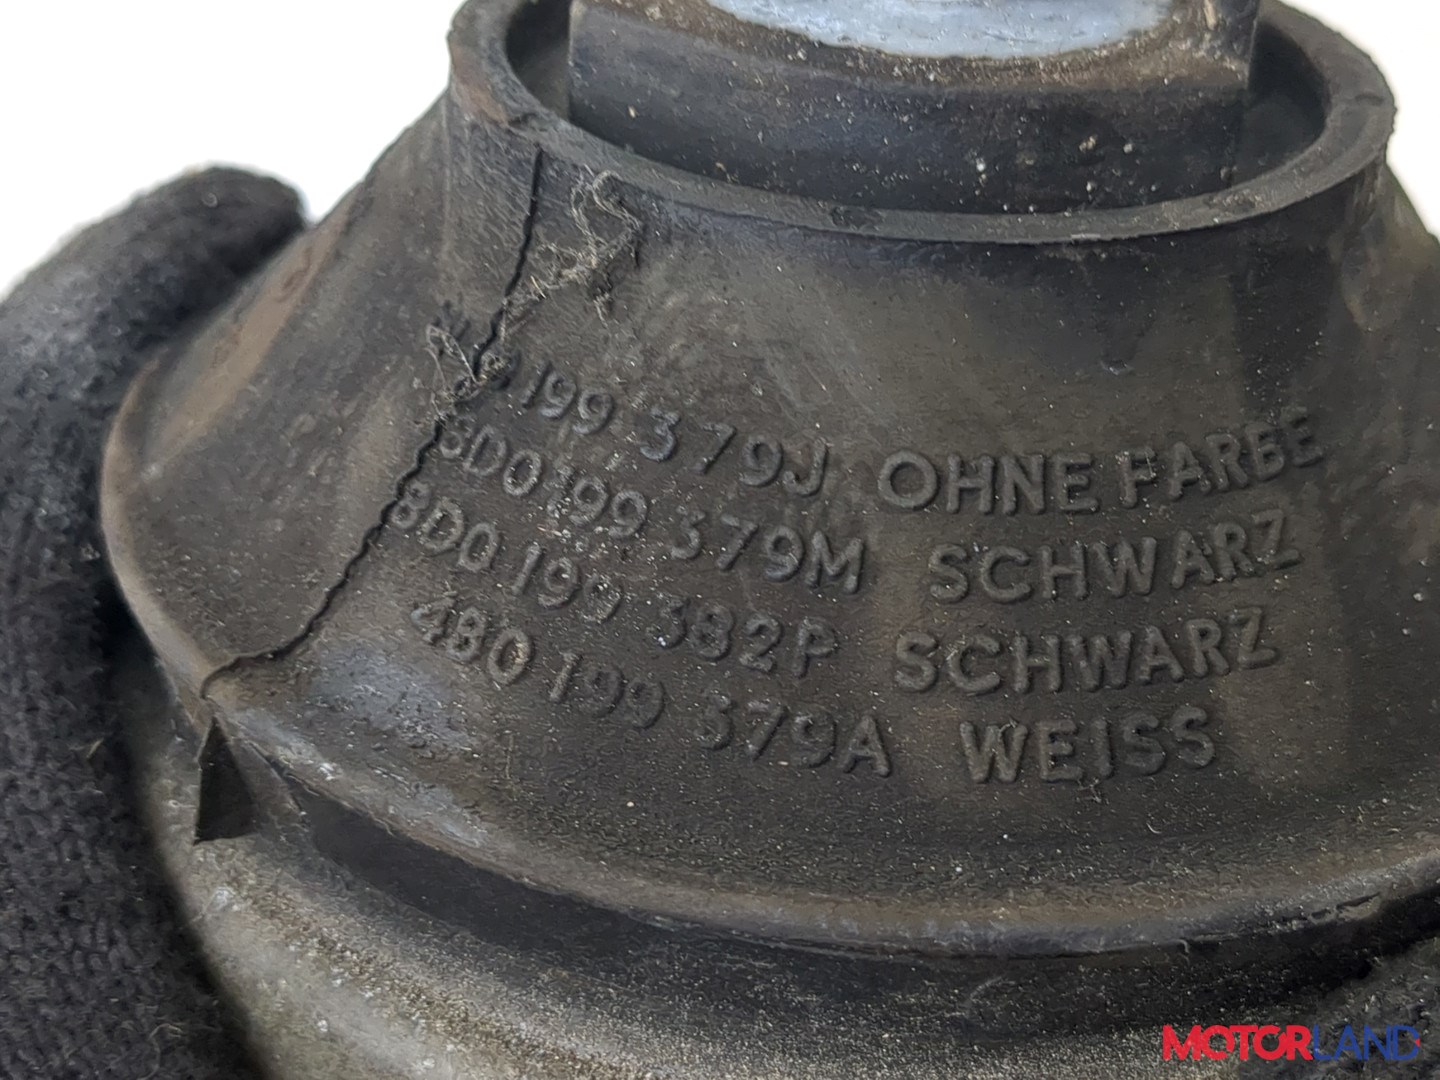 199 379J OHNE FARBE
8D0199 379M SCHWARZ
8D0 199 382P SCHWARZ
4B0 199 379A WEISS
MOTORLAND